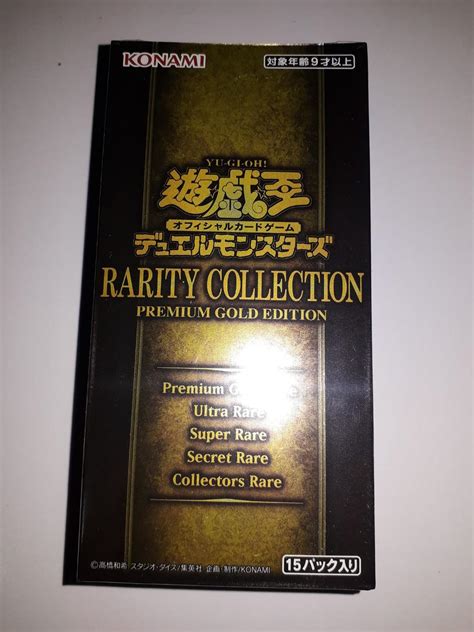 KONAMI
対象年齢9才以上
YU-GI-OH!
遊戯王
オフィシャルカードゲーム
デュエルモンスターズ
RARITY COLLECTION
PREMIUM GOLD EDITION
Premium
Ultra Rare
Super Rare
Secret Rare
Collectors Rare
©高橋和希 スタジオ・ダイス/集英社 企画・制作/KONAMI
15パック入り